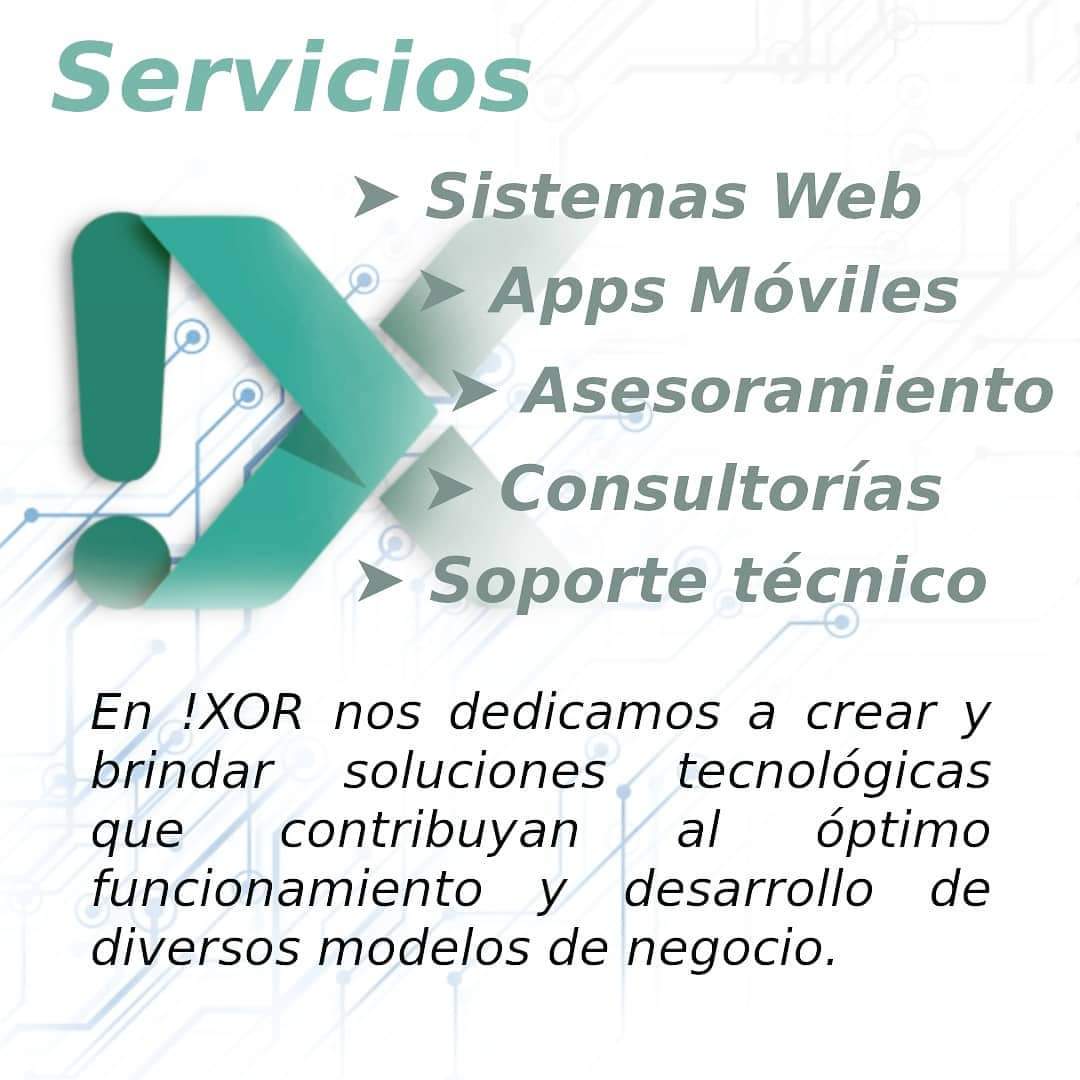 Servicios
➤ Sistemas Web
➤ Apps Móviles
➤ Asesoramiento
➤ Consultorías
➤ Soporte técnico
En !XOR nos dedicamos a crear y
brindar soluciones tecnológicas
que contribuyan al óptimo
funcionamiento y desarrollo de
diversos modelos de negocio.